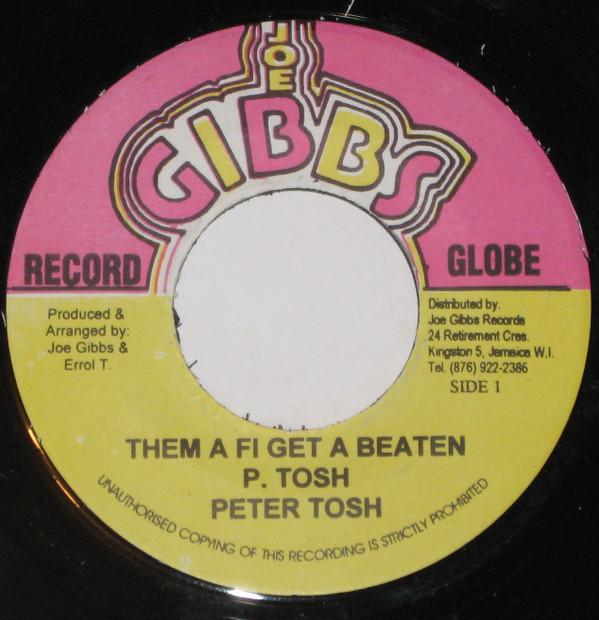 JOE
GIBBS
RECORD GLOBE
Produced &
Arranged by:
Joe Gibbs &
Errol T.
Distributed by:
Joe Gibbs Records
24 Retirement Cres.
Kingston 5, Jamaica W.I.
Tel. (876) 922-2386
SIDE 1
THEM A FI GET A BEATEN
P. TOSH
PETER TOSH
UNAUTHORISED COPYING OF THIS RECORDING IS STRICTLY PROHIBITED